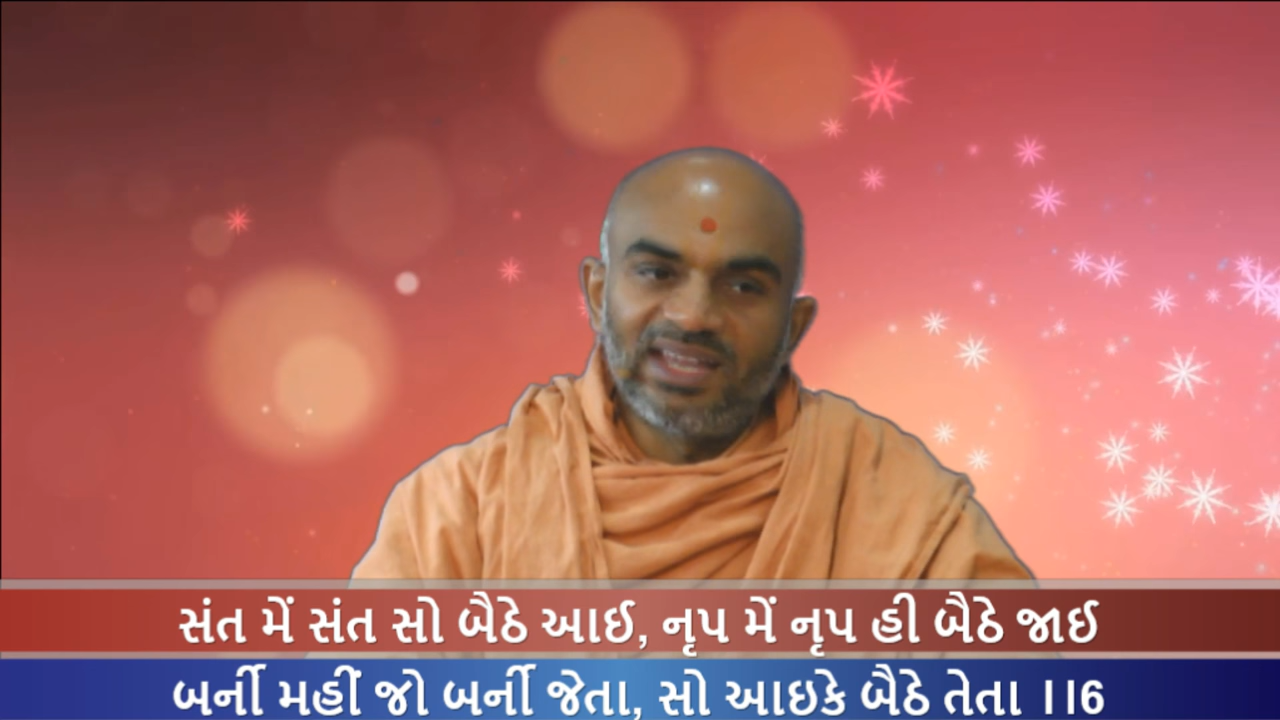 સંત મેં સંત સો બૈઠે આઈ, નૃપ મેં નૃપ હી બૈઠે જાઈ
બર્ની મહીં જો બર્ની જેતા, સો આઇકે બૈઠે તેતા ।।6